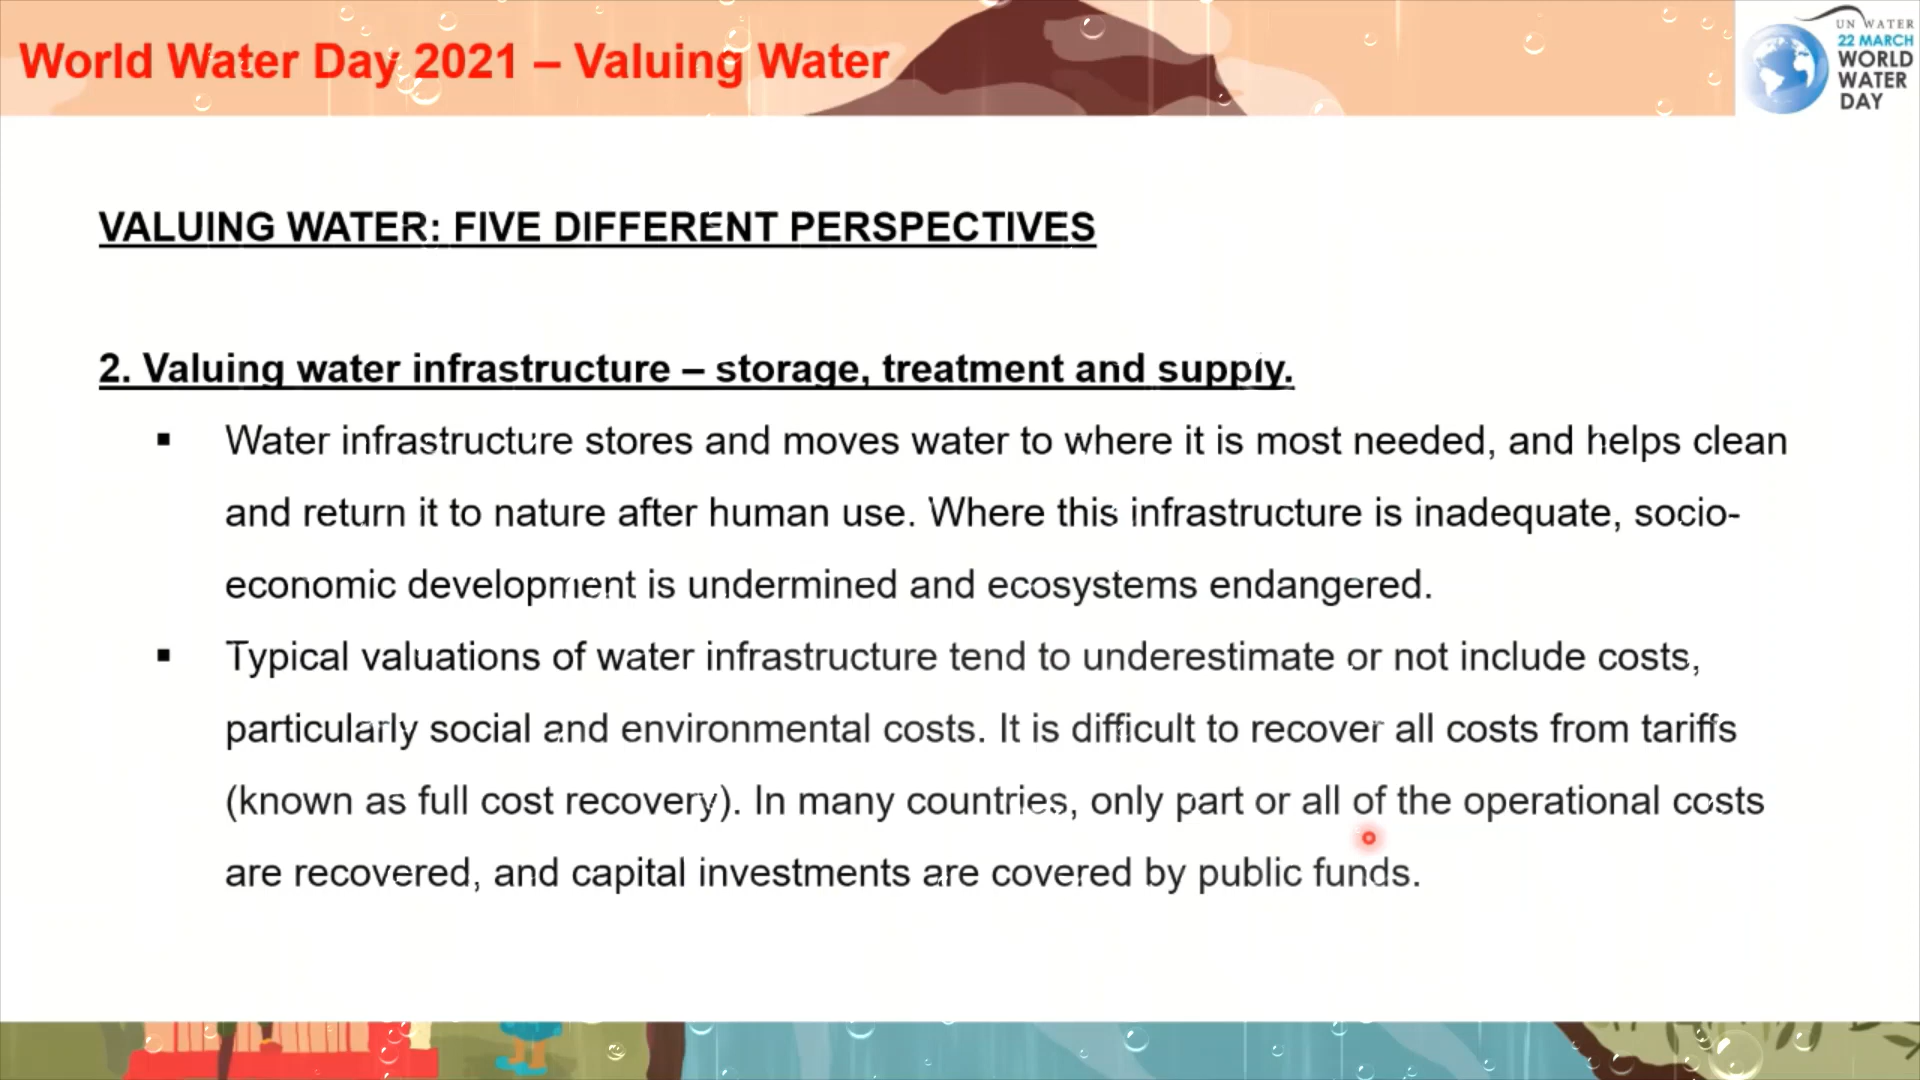 World Water Day 2021 – Valuing Water
UN WATER
22 MARCH
WORLD
WATER
DAY
VALUING WATER: FIVE DIFFERENT PERSPECTIVES
2. Valuing water infrastructure – storage, treatment and supply.
▪ Water infrastructure stores and moves water to where it is most needed, and helps clean
and return it to nature after human use. Where this infrastructure is inadequate, socio-
economic development is undermined and ecosystems endangered.
▪ Typical valuations of water infrastructure tend to underestimate or not include costs,
particularly social and environmental costs. It is difficult to recover all costs from tariffs
(known as full cost recovery). In many countries, only part or all of the operational costs
are recovered, and capital investments are covered by public funds.